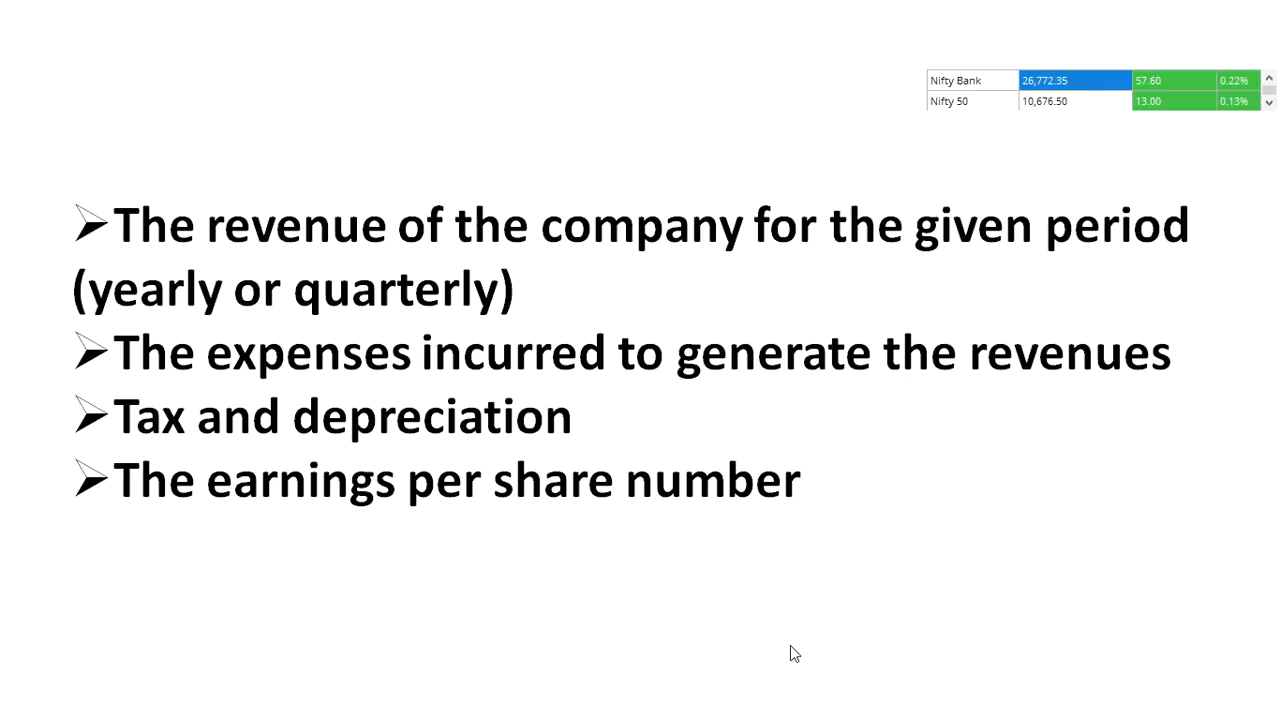 Nifty Bank 26,772.35 57.60 0.22%
Nifty 50 10,676.50 13.00 0.13%
➢The revenue of the company for the given period
(yearly or quarterly)
➢The expenses incurred to generate the revenues
➢Tax and depreciation
➢The earnings per share number